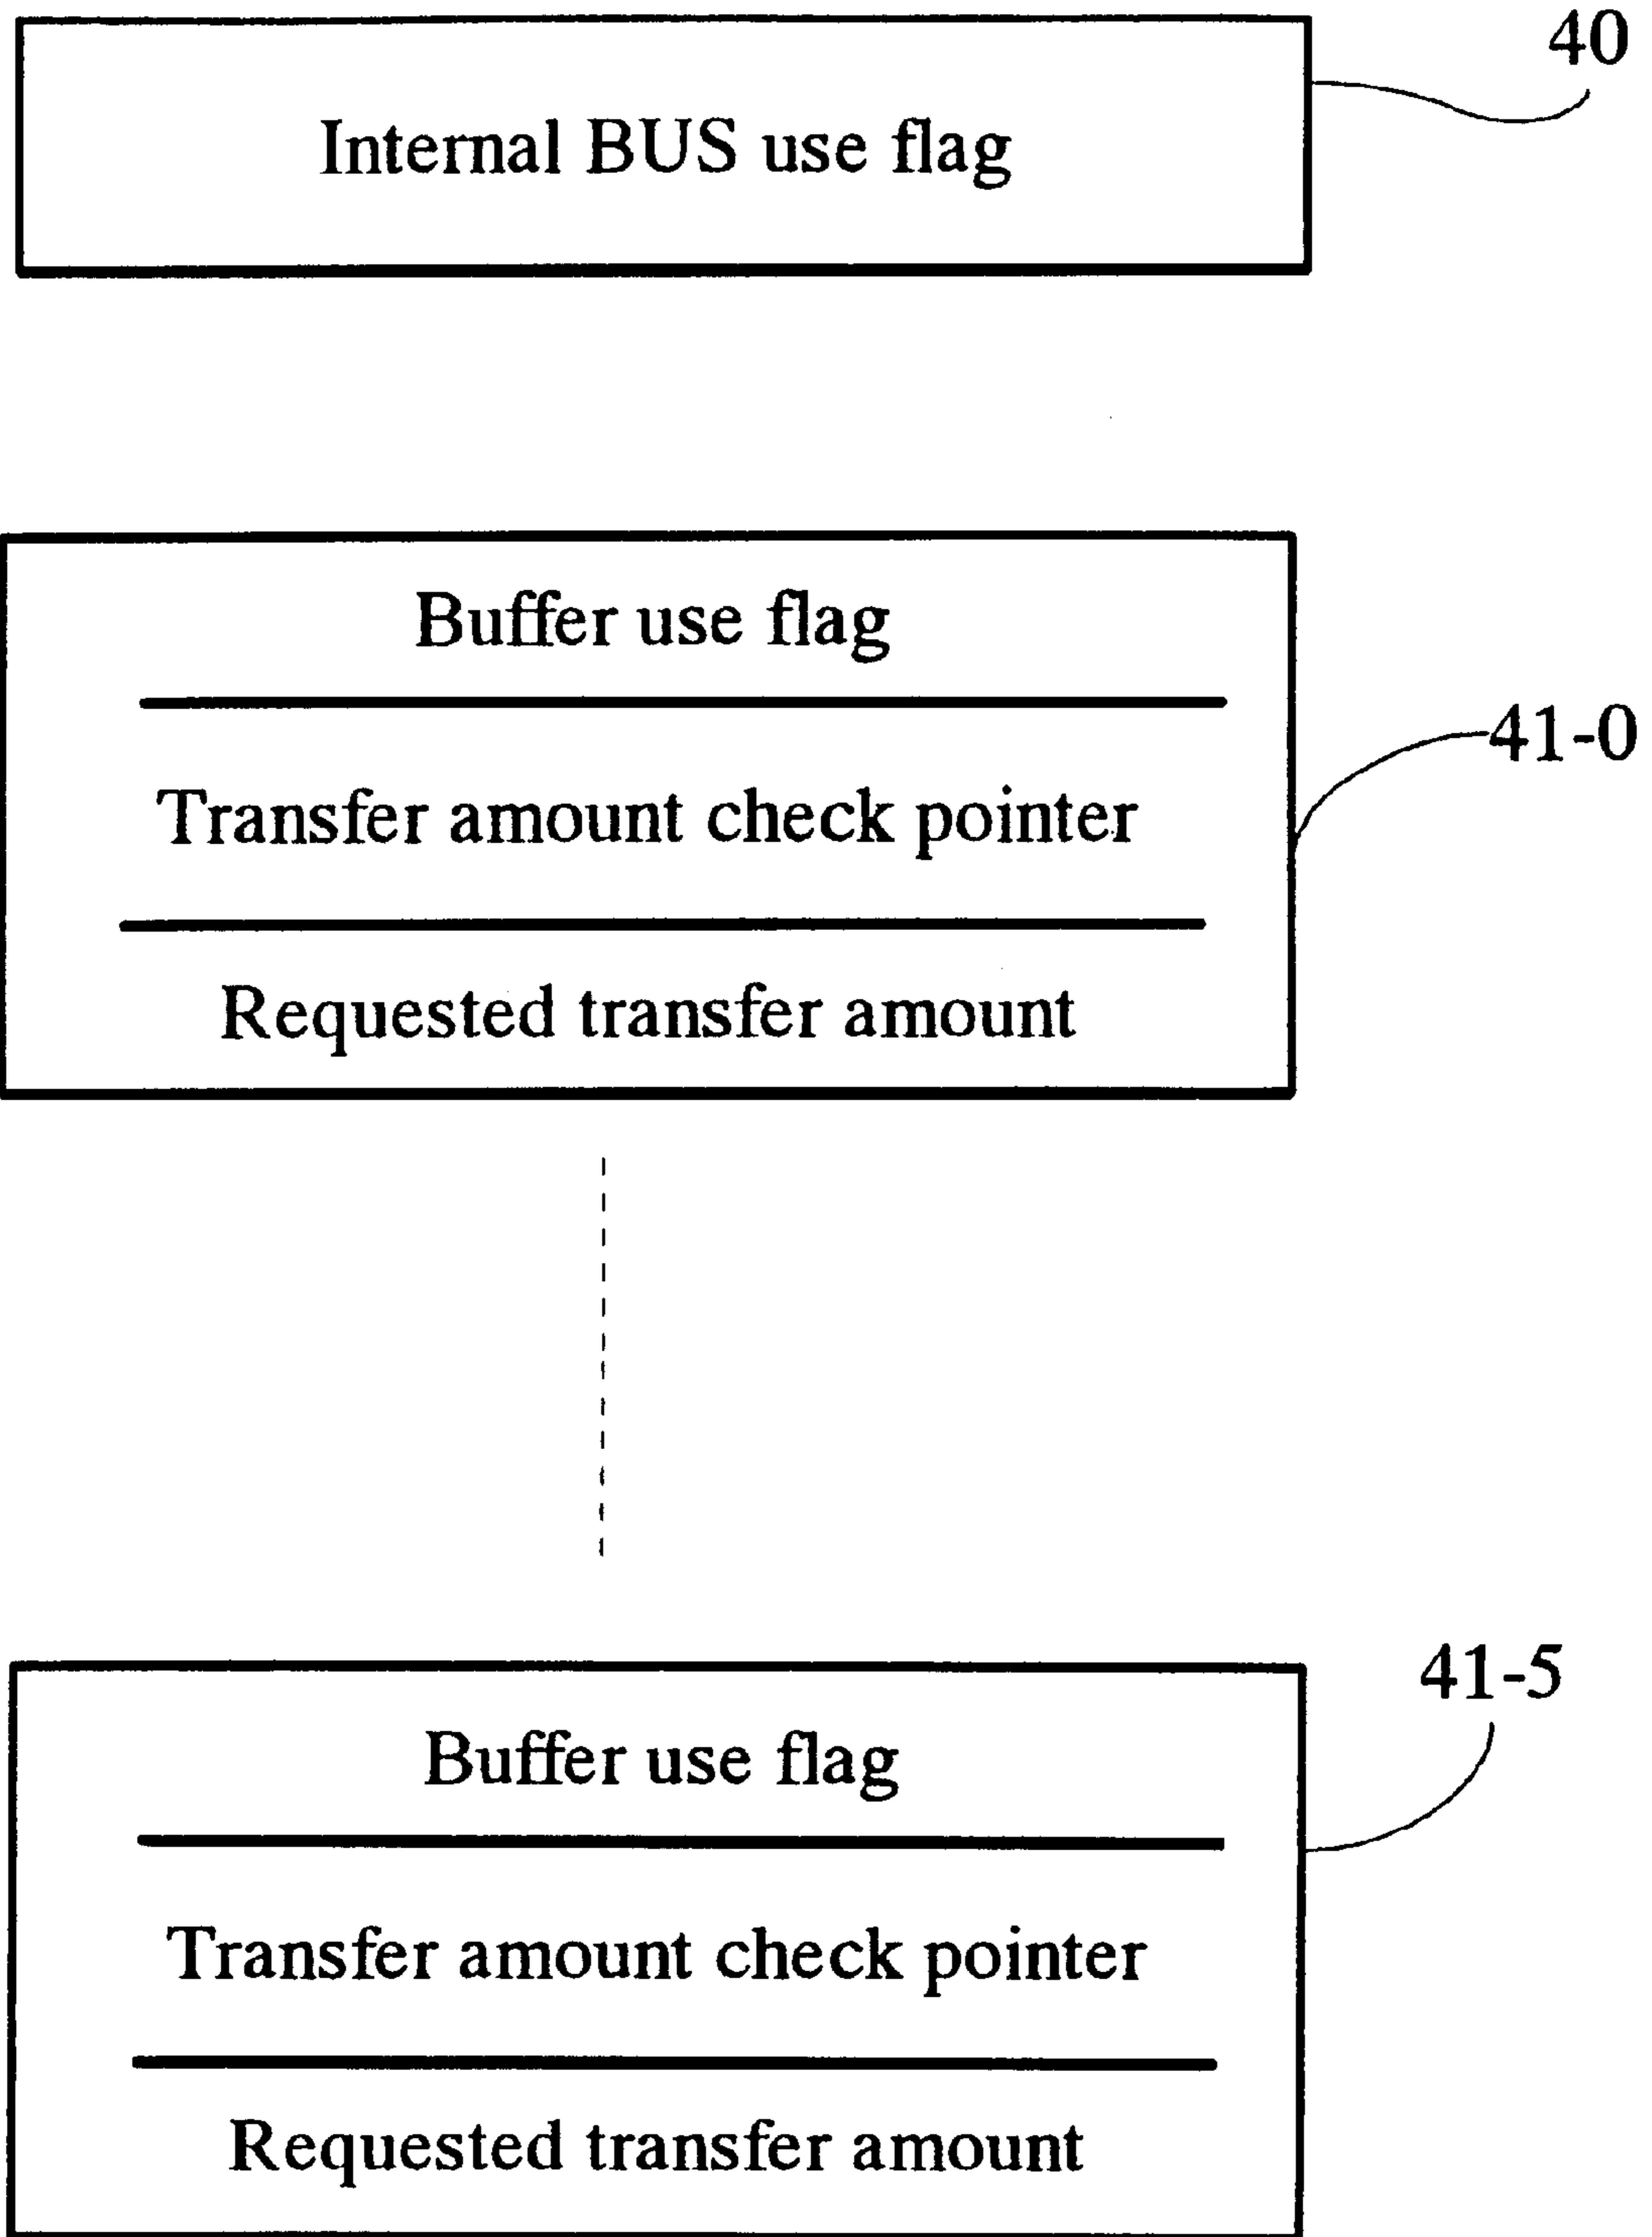 40
Internal BUS use flag
Buffer use flag
41-0
Transfer amount check pointer
Requested transfer amount
41-5
Buffer use flag
Transfer amount check pointer
Requested transfer amount